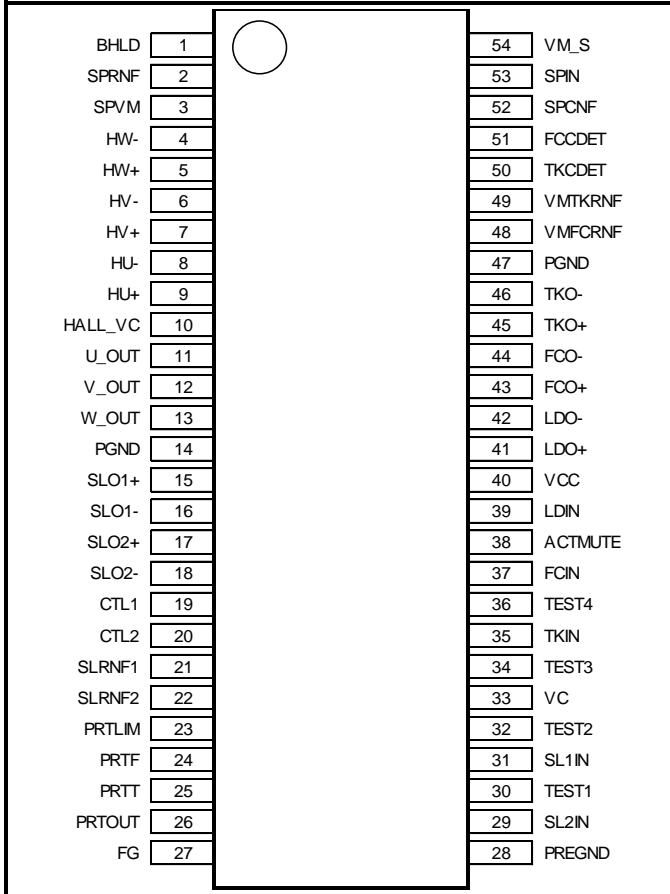 BHLD 1 54 VM_S
SPRNF 2 53 SPIN
SPVM 3 52 SPCNF
HW- 4 51 FCCDET
HW+ 5 50 TKCDET
HV- 6 49 VMTKRNF
HV+ 7 48 VMFCRNF
HU- 8 47 PGND
HU+ 9 46 TKO-
HALL_VC 10 45 TKO+
U_OUT 11 44 FCO-
V_OUT 12 43 FCO+
W_OUT 13 42 LDO-
PGND 14 41 LDO+
SLO1+ 15 40 VCC
SLO1- 16 39 LDIN
SLO2+ 17 38 ACTMUTE
SLO2- 18 37 FCIN
CTL1 19 36 TEST4
CTL2 20 35 TKIN
SLRNF1 21 34 TEST3
SLRNF2 22 33 VC
PRTLIM 23 32 TEST2
PRTF 24 31 SL1IN
PRTT 25 30 TEST1
PRTOUT 26 29 SL2IN
FG 27 28 PREGND